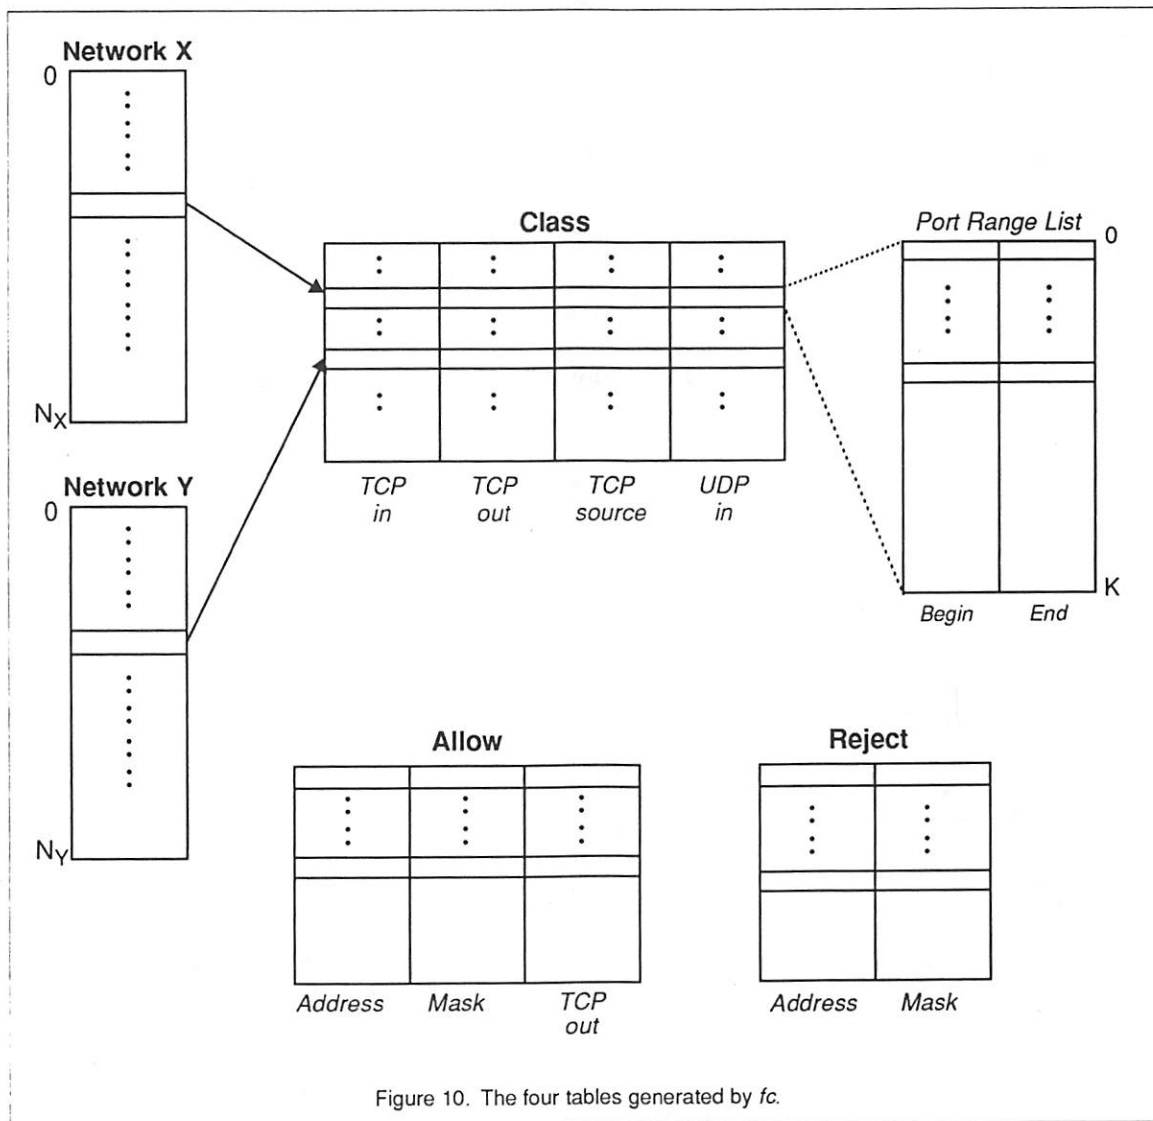 Network X
0
N_X
Class
TCP in
TCP out
TCP source
UDP in
Port Range List
0
K
Begin
End
Network Y
0
N_Y
Allow
Address
Mask
TCP out
Reject
Address
Mask
Figure 10. The four tables generated by fc.